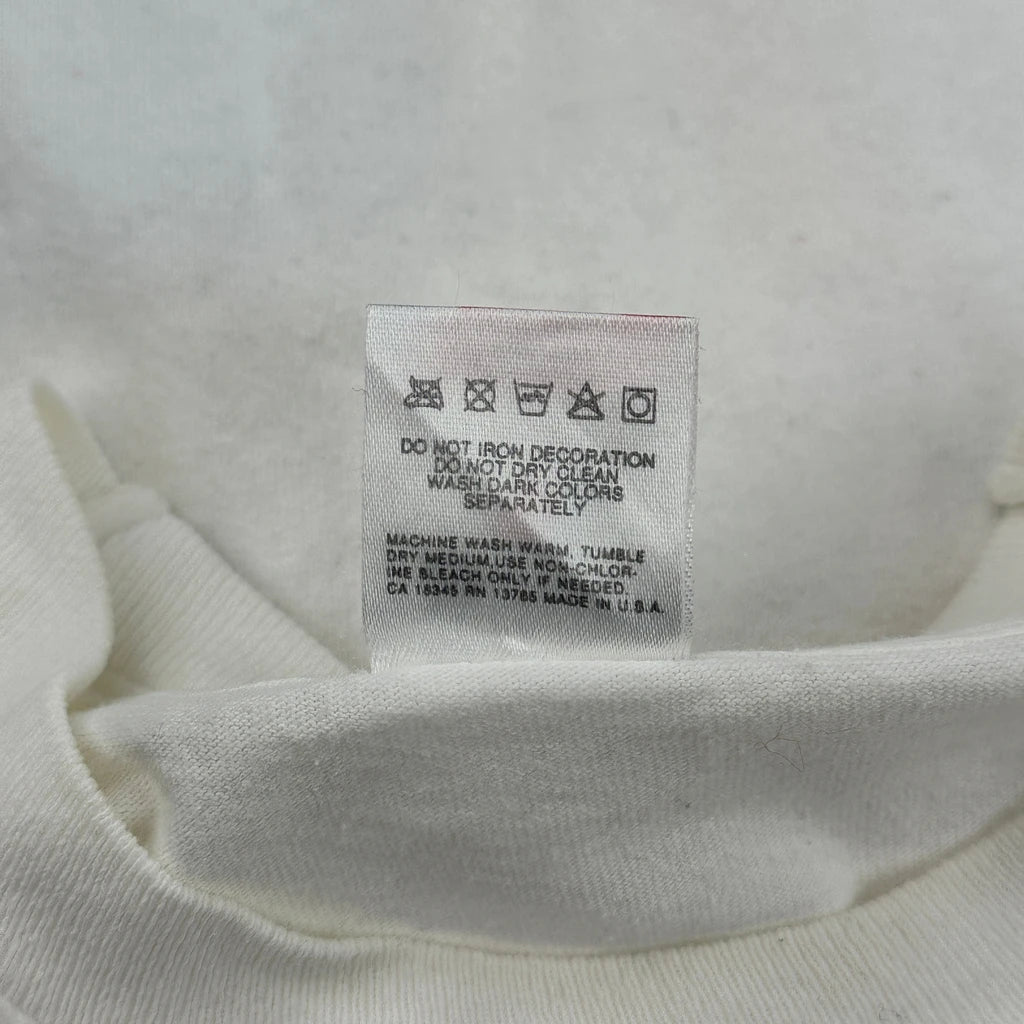 DO NOT IRON DECORATION
DO NOT DRY CLEAN
WASH DARK COLORS
SEPARATELY
MACHINE WASH WARM, TUMBLE
DRY MEDIUM, USE NON-CHLOR-
INE BLEACH ONLY IF NEEDED.
CA 15345 RN 13765 MADE IN U.S.A.